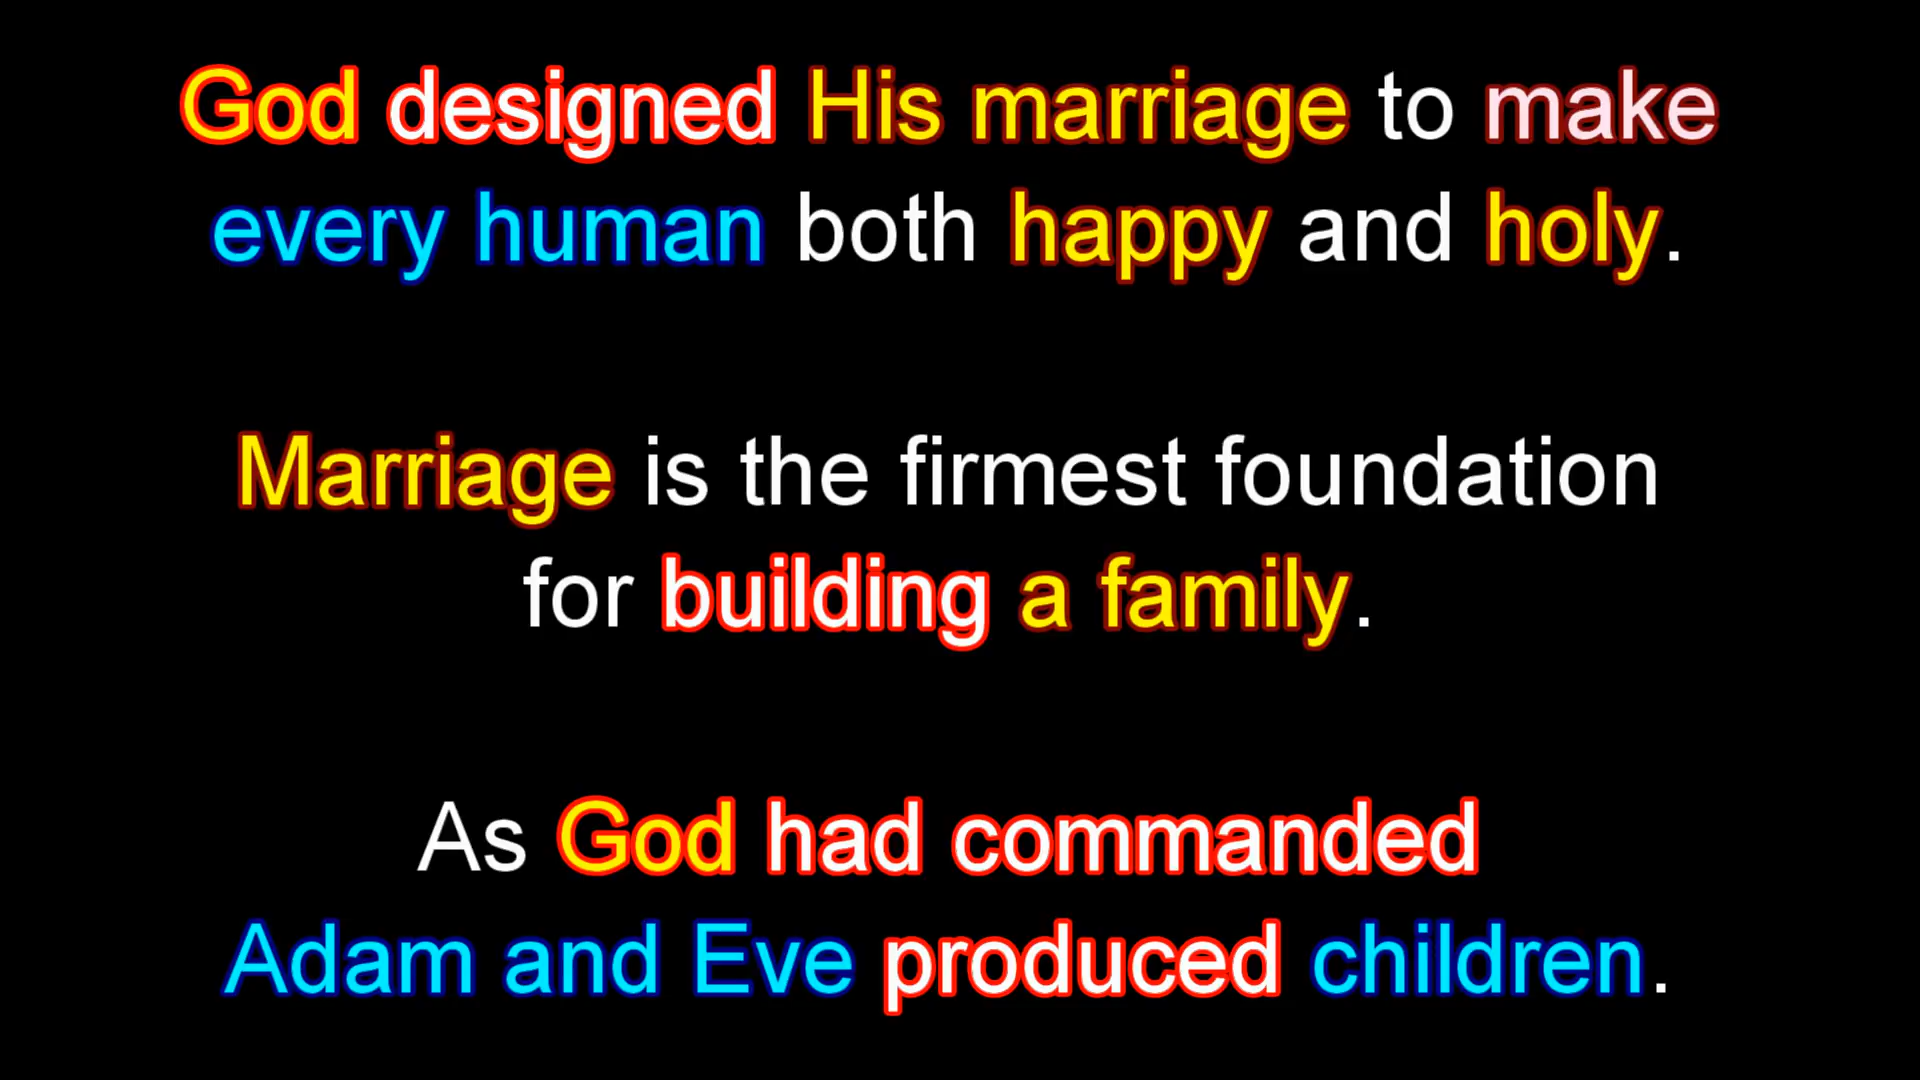 God designed His marriage to make
every human both happy and holy.
Marriage is the firmest foundation
for building a family.
As God had commanded
Adam and Eve produced children.